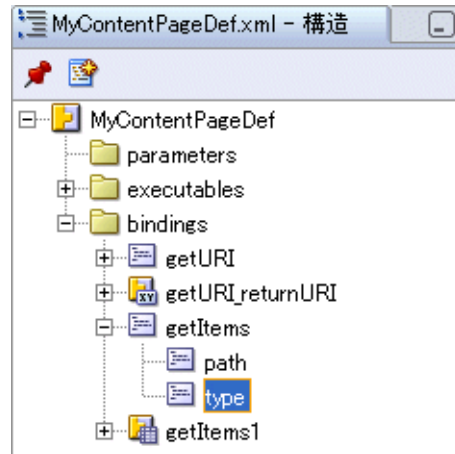 MyContentPageDef.xml - 構造
MyContentPageDef
parameters
executables
bindings
getURI
getURI_returnURI
getItems
path
type
getItems1